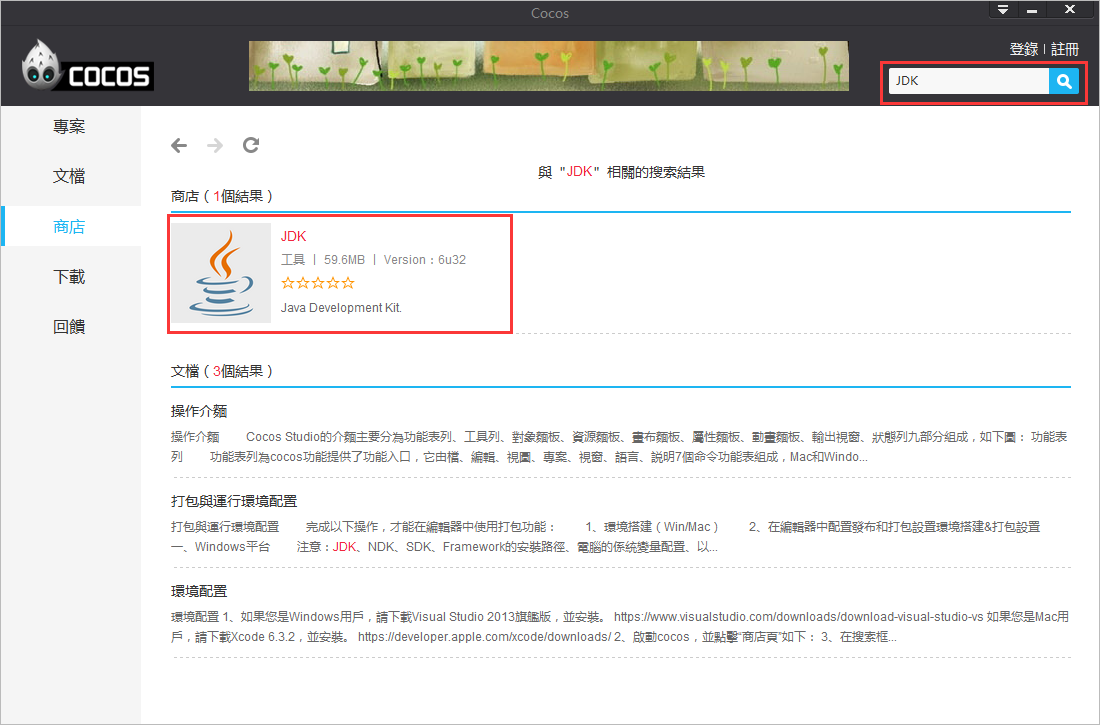 Cocos
COCOS
登錄 | 註冊
JDK
專案
文檔
商店
下載
回饋
與 "JDK" 相關的搜索結果
商店 ( 1個結果 )
JDK
工具 | 59.6MB | Version：6u32
Java Development Kit.
文檔 ( 3個結果 )
操作介麵
操作介麵 Cocos Studio的介麵主要分為功能表列、工具列、對象麵板、資源麵板、畫布麵板、屬性麵板、動畫麵板、輸出視窗、狀態列九部分組成，如下圖： 功能表
列 功能表列為cocos功能提供了功能入口，它由檔、編輯、視圖、專案、視窗、語言、説明7個命令功能表組成，Mac和Windo...
打包與運行環境配置
打包與運行環境配置 完成以下操作，才能在編輯器中使用打包功能： 1、環境搭建（Win/Mac） 2、在編輯器中配置發布和打包設置環境搭建&打包設置
一、Windows平台 注意：JDK、NDK、SDK、Framework的安裝路徑、電腦的係統變量配置、以...
環境配置
環境配置 1、如果您是Windows用戶，請下載Visual Studio 2013旗艦版，並安裝。 https://www.visualstudio.com/downloads/download-visual-studio-vs 如果您是Mac用
戶，請下載Xcode 6.3.2，並安裝。 https://developer.apple.com/xcode/downloads/ 2、啟動cocos，並點擊“商店頁”如下： 3、在搜索框...